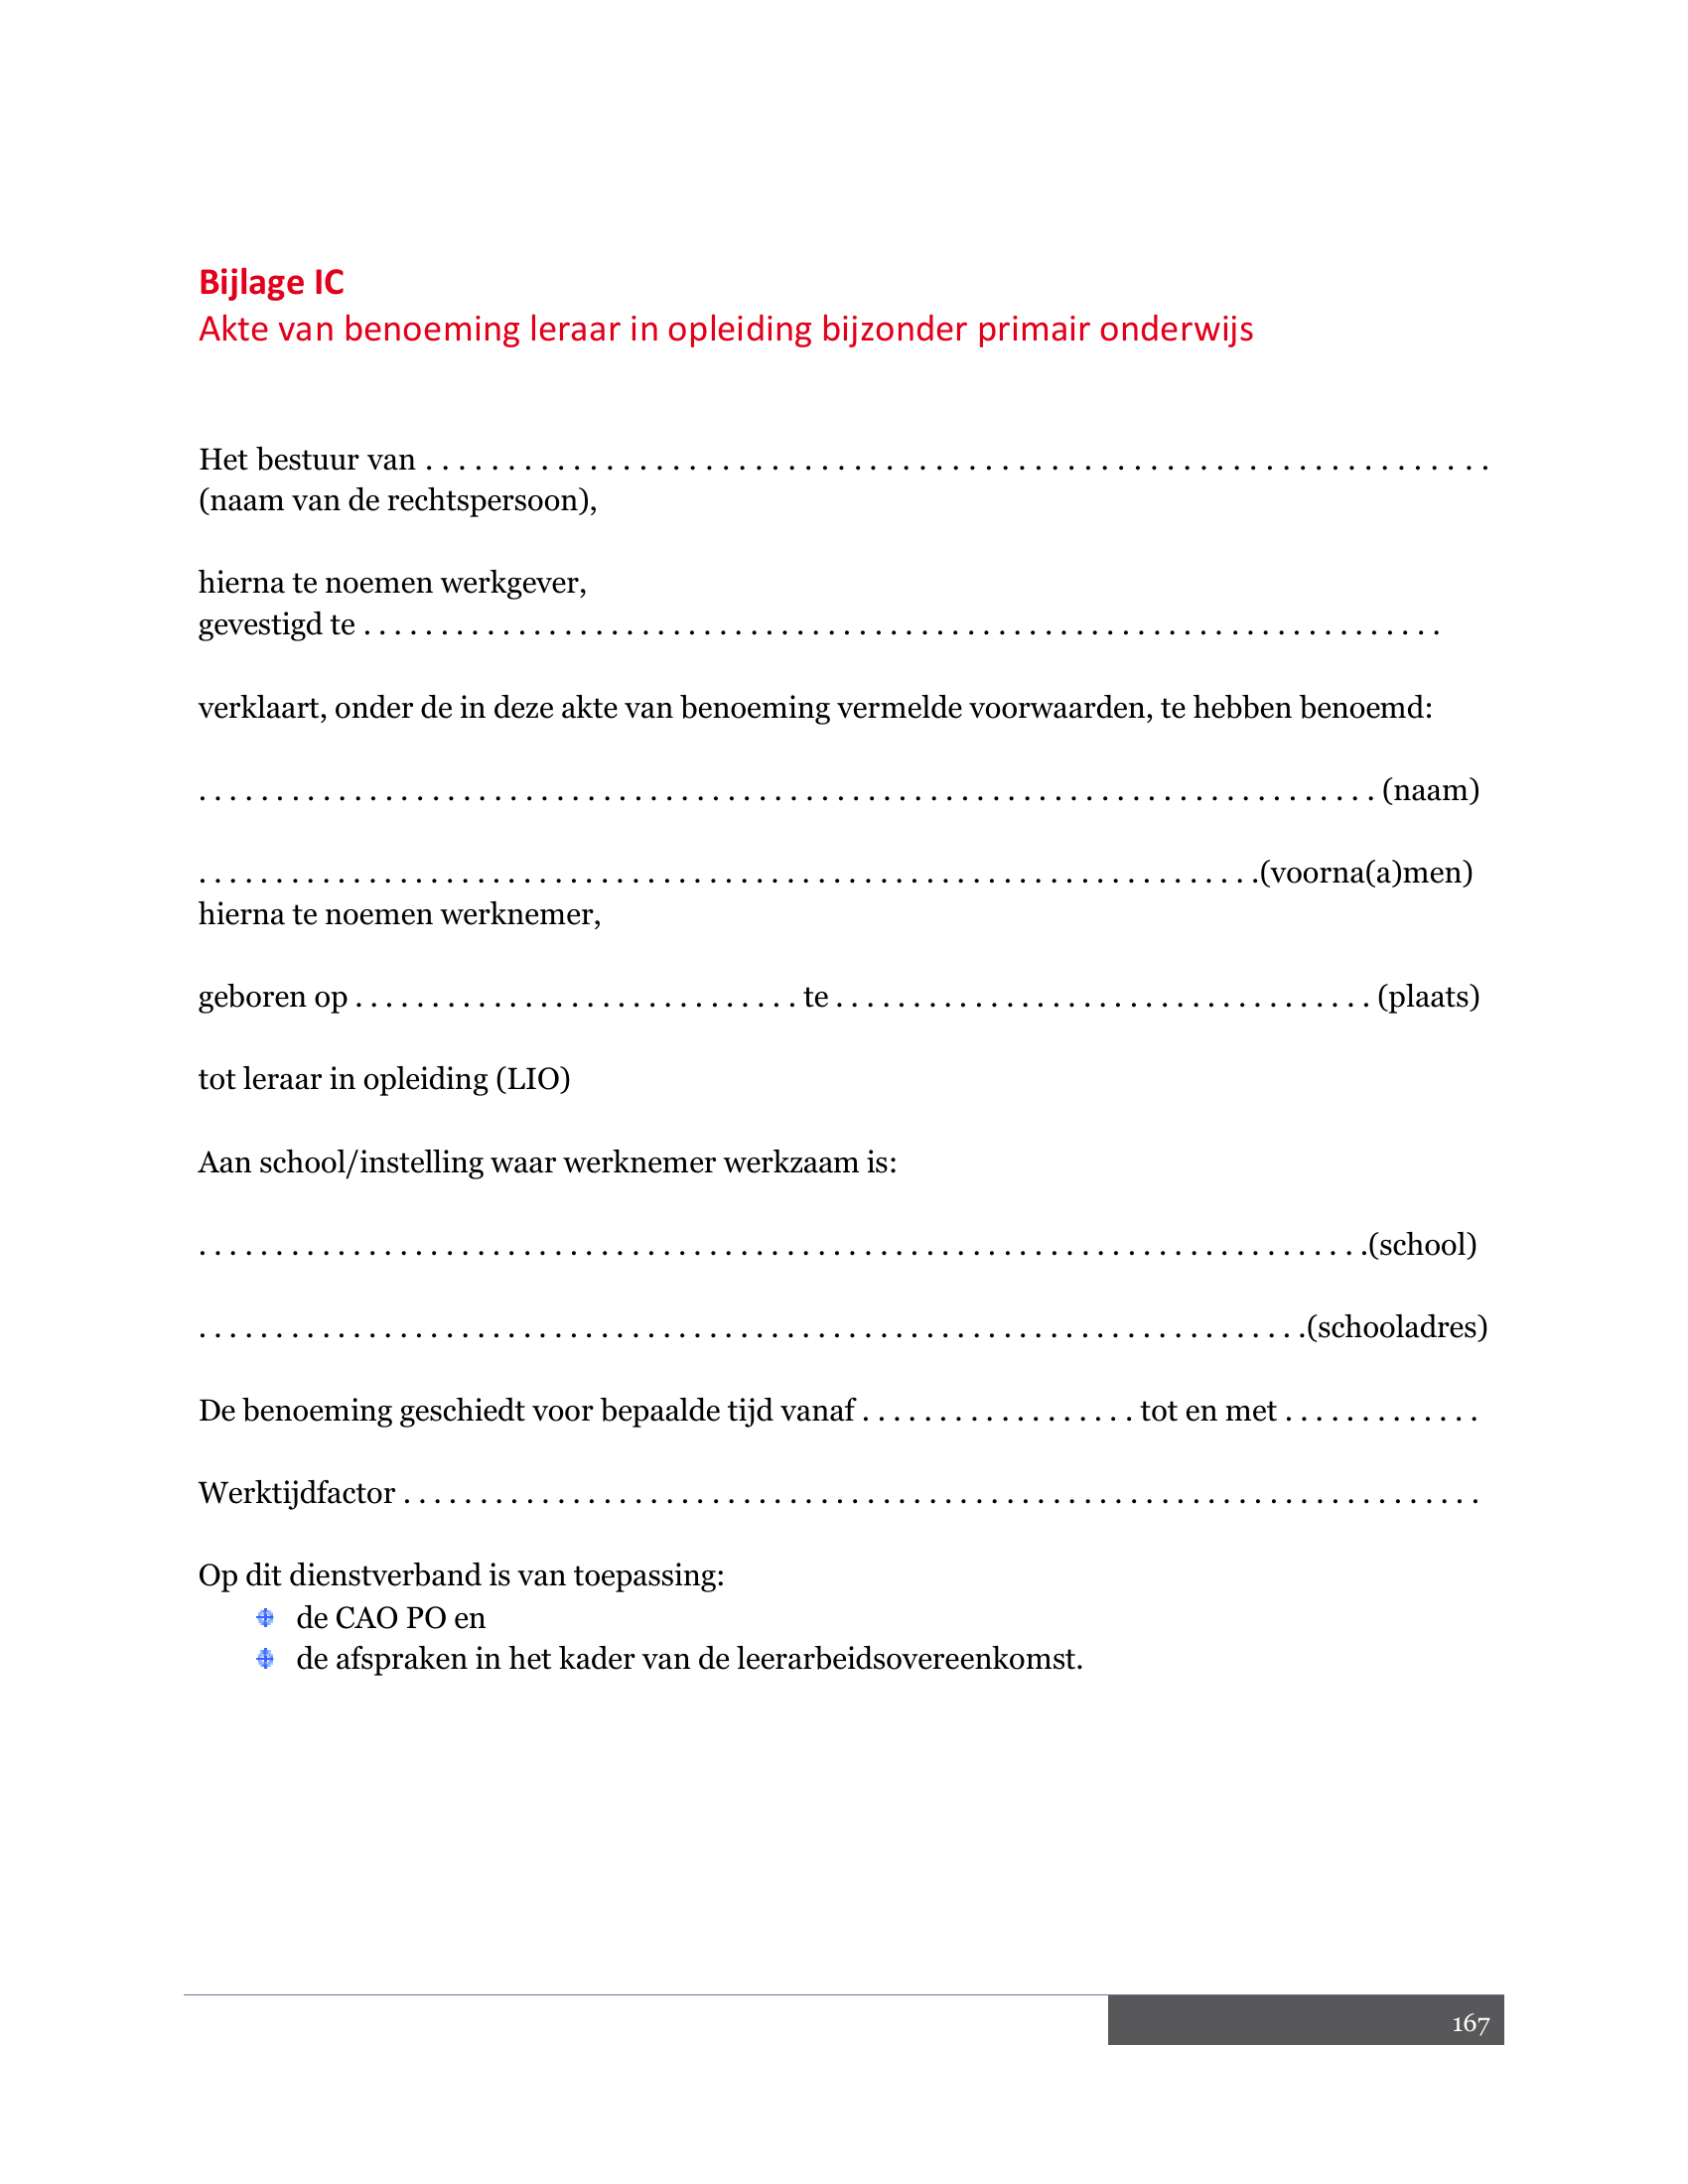 Bijlage IC
Akte van benoeming leraar in opleiding bijzonder primair onderwijs
Het bestuur van . . . . . . . . . . . . . . . . . . . . . . . . . . . . . . . . . . . . . . . . . . . . . . . . . . . . . . . . . . . . . . . . . .
(naam van de rechtspersoon),
hierna te noemen werkgever,
gevestigd te . . . . . . . . . . . . . . . . . . . . . . . . . . . . . . . . . . . . . . . . . . . . . . . . . . . . . . . . . . . . . . . . . . . . . .
verklaart, onder de in deze akte van benoeming vermelde voorwaarden, te hebben benoemd:
. . . . . . . . . . . . . . . . . . . . . . . . . . . . . . . . . . . . . . . . . . . . . . . . . . . . . . . . . . . . . . . . . . . . . . . . . . . . (naam)
. . . . . . . . . . . . . . . . . . . . . . . . . . . . . . . . . . . . . . . . . . . . . . . . . . . . . . . . . . . . . . . . . . . . .(voorna(a)men)
hierna te noemen werknemer,
geboren op . . . . . . . . . . . . . . . . . . . . . . . . . . . . . te . . . . . . . . . . . . . . . . . . . . . . . . . . . . . . . . . . . (plaats)
tot leraar in opleiding (LIO)
Aan school/instelling waar werknemer werkzaam is:
. . . . . . . . . . . . . . . . . . . . . . . . . . . . . . . . . . . . . . . . . . . . . . . . . . . . . . . . . . . . . . . . . . . . . . . . . . . .(school)
. . . . . . . . . . . . . . . . . . . . . . . . . . . . . . . . . . . . . . . . . . . . . . . . . . . . . . . . . . . . . . . . . . . . . . . .(schooladres)
De benoeming geschiedt voor bepaalde tijd vanaf . . . . . . . . . . . . . . . . . . tot en met . . . . . . . . . . . . .
Werktijdfactor . . . . . . . . . . . . . . . . . . . . . . . . . . . . . . . . . . . . . . . . . . . . . . . . . . . . . . . . . . . . . . . . . . . . . .
Op dit dienstverband is van toepassing:
de CAO PO en
de afspraken in het kader van de leerarbeidsovereenkomst.
167